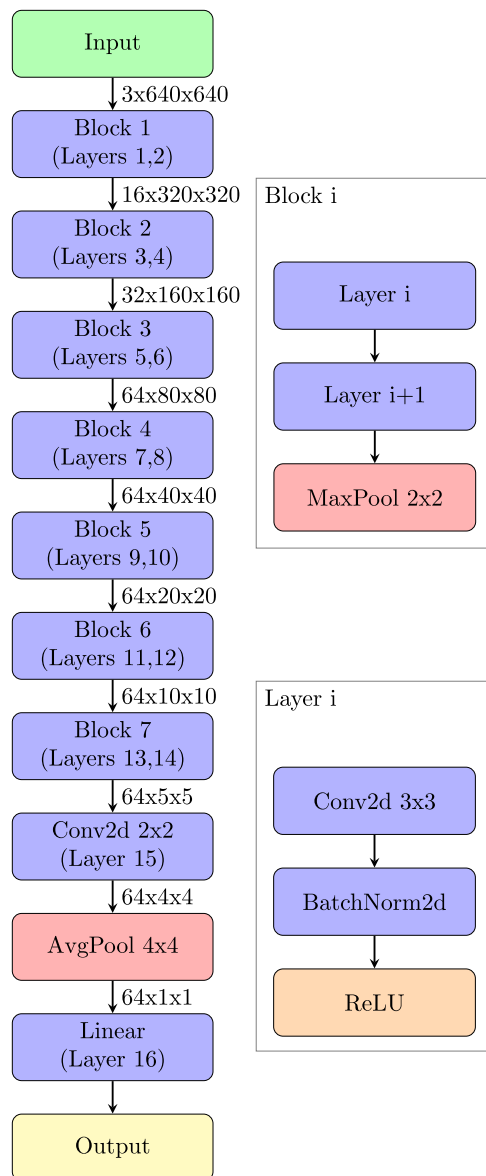 Input
3x640x640
Block 1
(Layers 1,2)
16x320x320
Block 2
(Layers 3,4)
32x160x160
Block 3
(Layers 5,6)
64x80x80
Block 4
(Layers 7,8)
64x40x40
Block 5
(Layers 9,10)
64x20x20
Block 6
(Layers 11,12)
64x10x10
Block 7
(Layers 13,14)
64x5x5
Conv2d 2x2
(Layer 15)
64x4x4
AvgPool 4x4
64x1x1
Linear
(Layer 16)
Output
Block i
Layer i
Layer i+1
MaxPool 2x2
Layer i
Conv2d 3x3
BatchNorm2d
ReLU